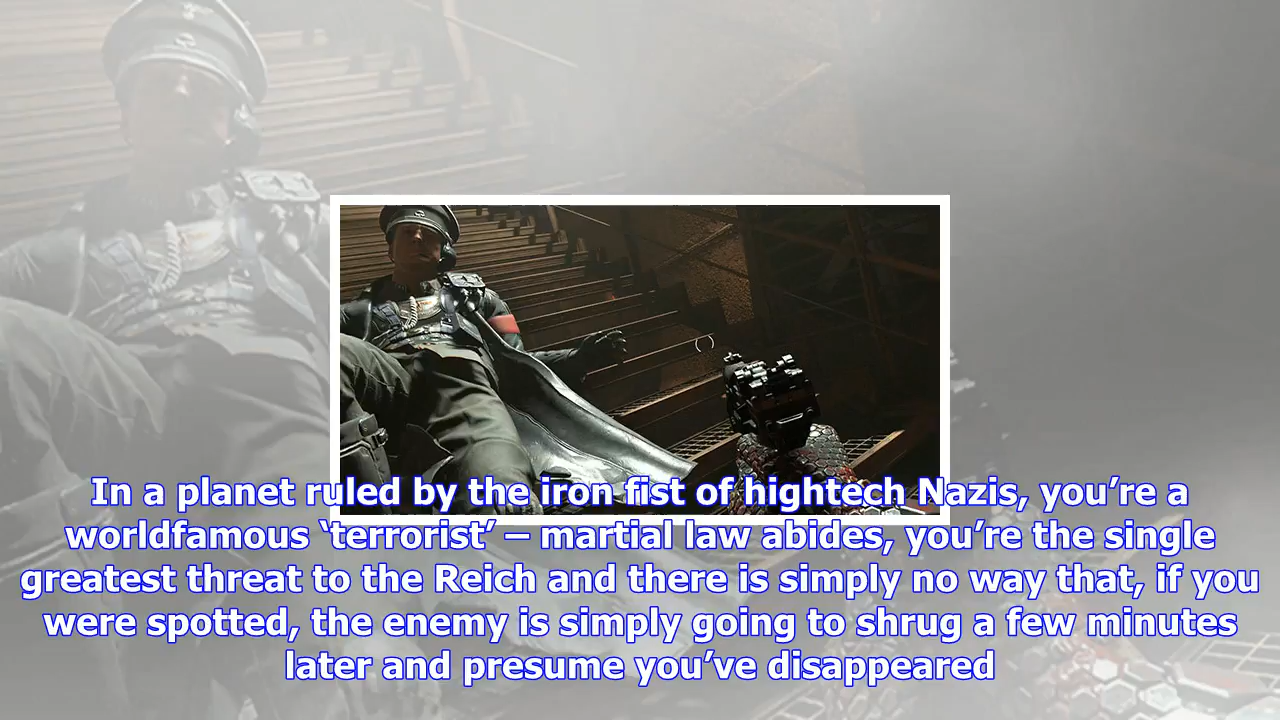 In a planet ruled by the iron fist of hightech Nazis, you’re a
worldfamous ‘terrorist’ — martial law abides, you’re the single
greatest threat to the Reich and there is simply no way that, if you
were spotted, the enemy is simply going to shrug a few minutes
later and presume you’ve disappeared